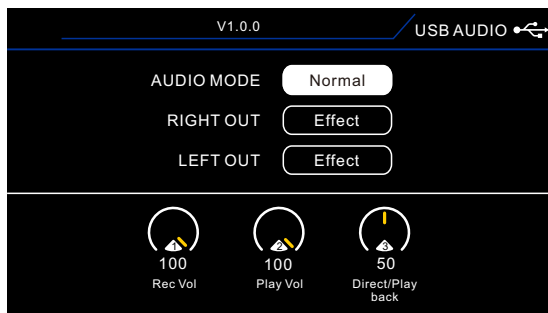 V1.0.0
USB AUDIO
AUDIO MODE Normal
RIGHT OUT Effect
LEFT OUT Effect
1 2 3
100 100 50
Rec Vol Play Vol Direct/Play
back